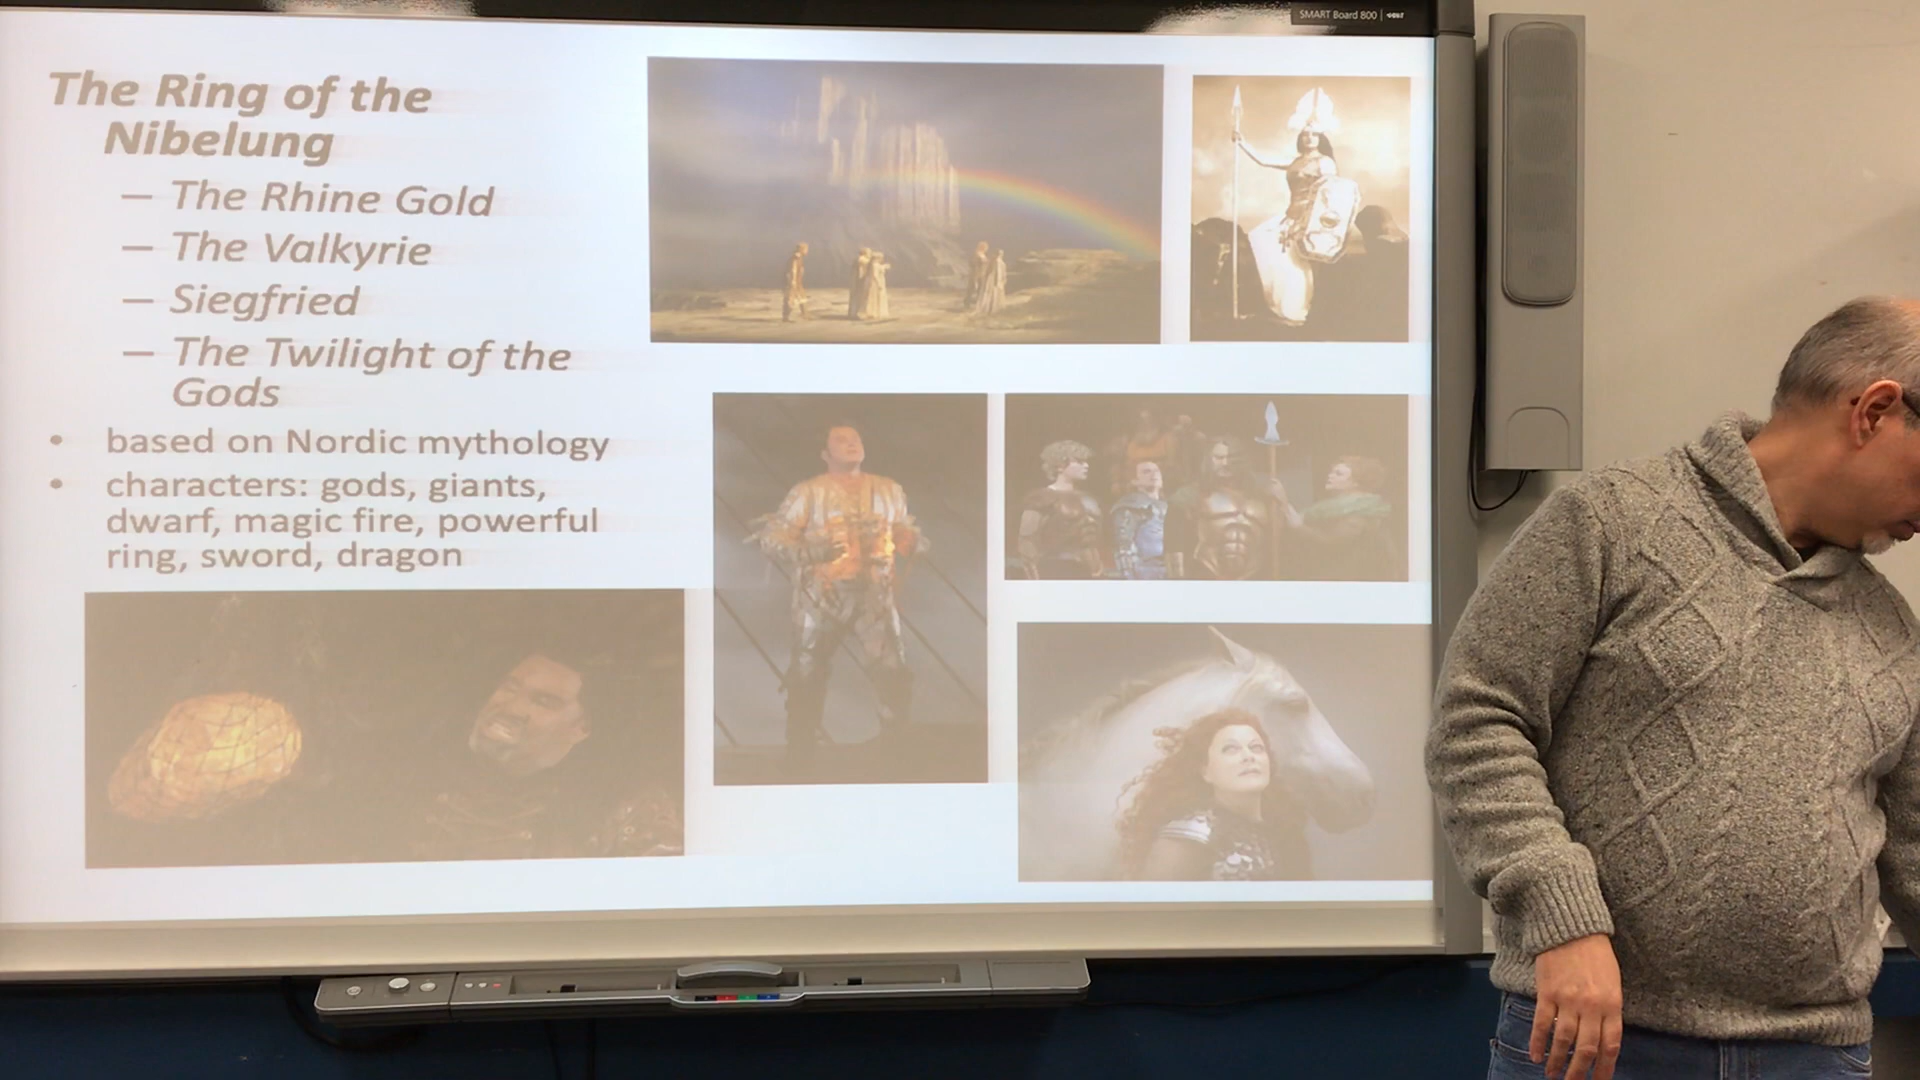 SMART Board 800
The Ring of the
Nibelung
– The Rhine Gold
– The Valkyrie
– Siegfried
– The Twilight of the
Gods
• based on Nordic mythology
• characters: gods, giants,
dwarf, magic fire, powerful
ring, sword, dragon